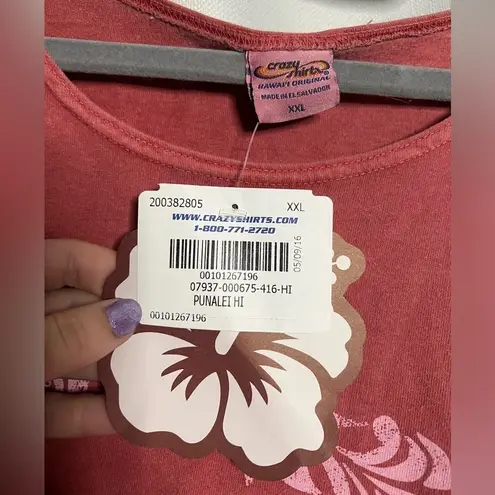 crazy
shirts®
HAWAI'I ORIGINAL
MADE IN EL SALVADOR
XXL
200382805 XXL
WWW.CRAZYSHIRTS.COM
1-800-771-2720
05/09/16
00101267196
07937-000675-416-HI
PUNALEI HI
00101267196